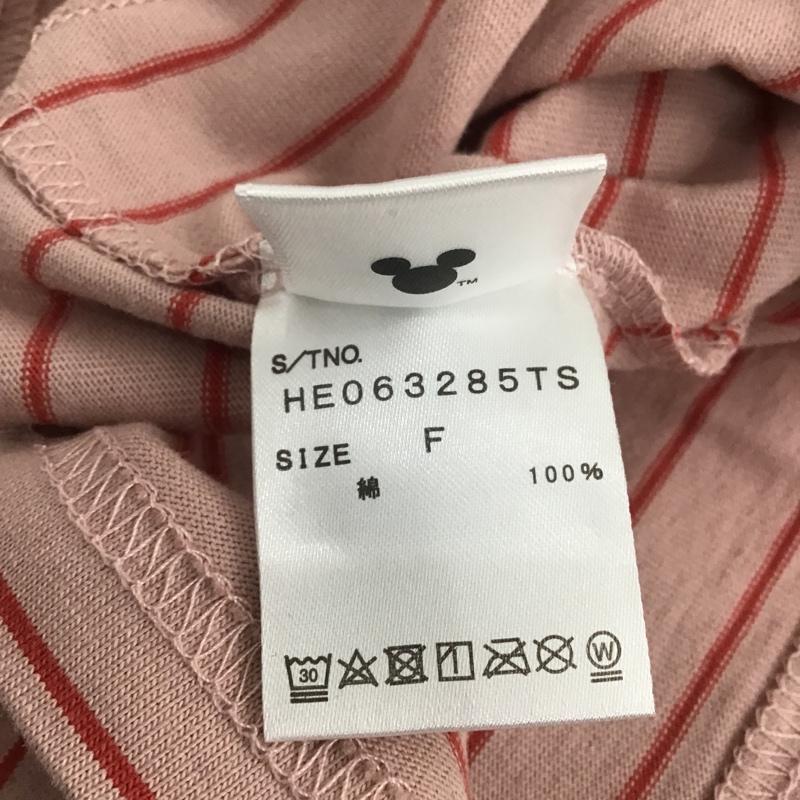 TM
S/TNO.
HE063285TS
SIZE F
綿 100%
30 W